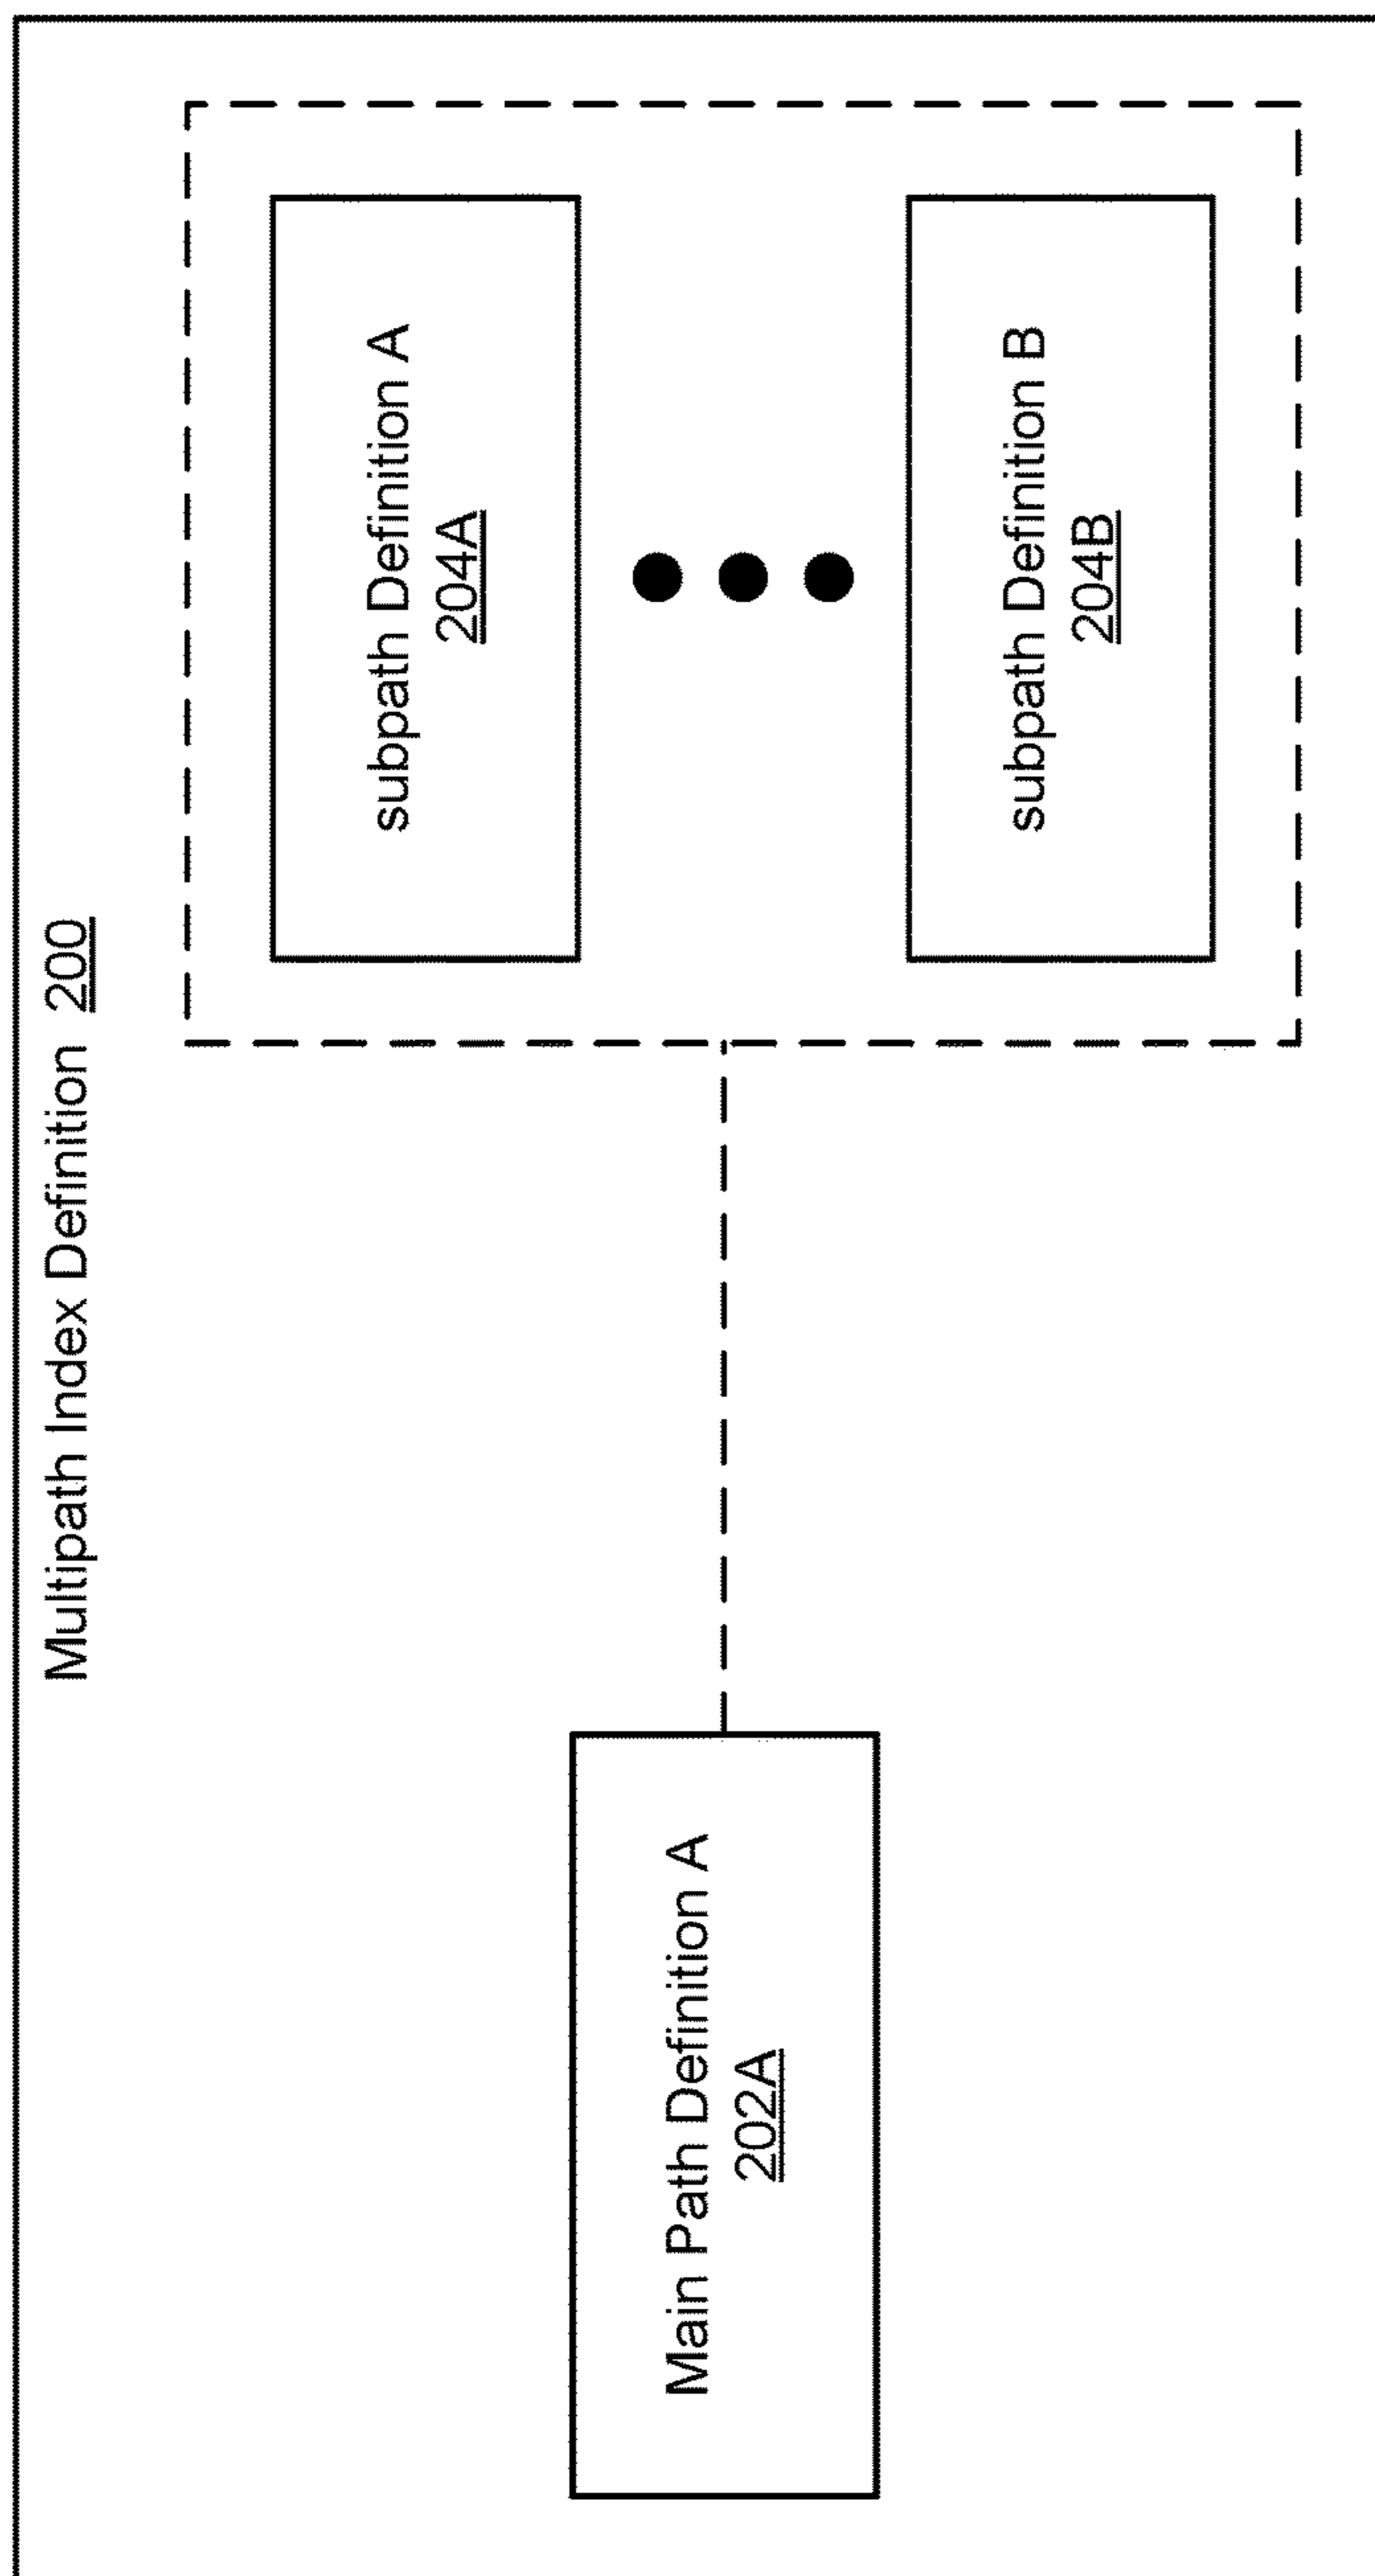 Multipath Index Definition 200
Main Path Definition A
202A
subpath Definition A
204A
subpath Definition B
204B